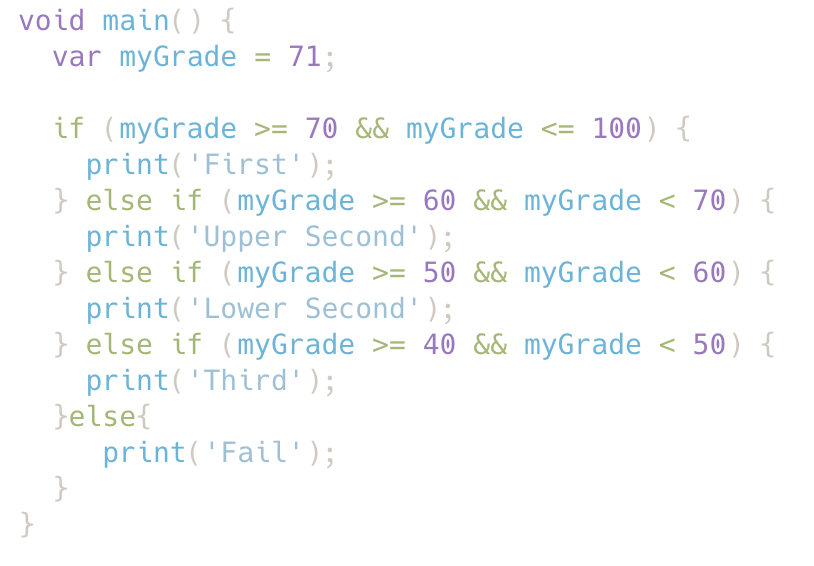 void main() {
  var myGrade = 71;

  if (myGrade >= 70 && myGrade <= 100) {
    print('First');
  } else if (myGrade >= 60 && myGrade < 70) {
    print('Upper Second');
  } else if (myGrade >= 50 && myGrade < 60) {
    print('Lower Second');
  } else if (myGrade >= 40 && myGrade < 50) {
    print('Third');
  }else{
     print('Fail');
  }
}